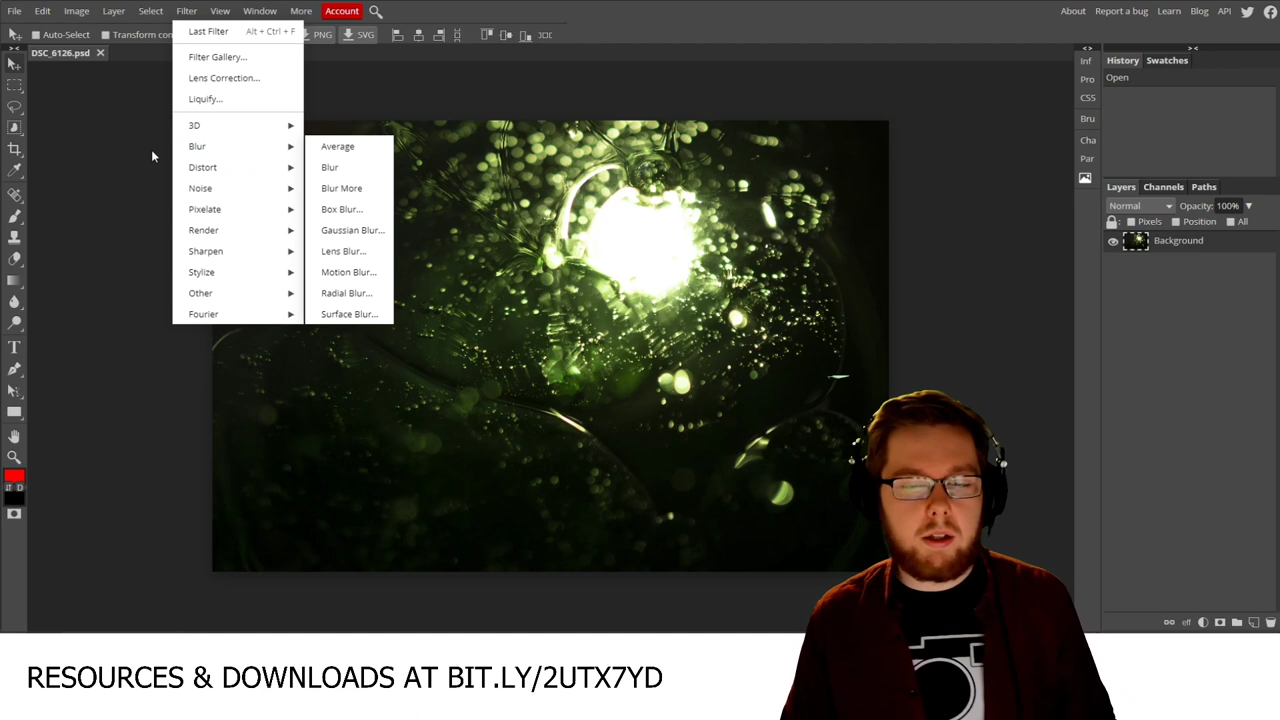 File Edit Image Layer Select Filter View Window More Account About Report a bug Learn Blog API
Auto-Select Transform con PNG SVG
DSC_6126.psd
Last Filter Alt + Ctrl + F
Filter Gallery...
Lens Correction...
Liquify...
3D
Blur
Distort
Noise
Pixelate
Render
Sharpen
Stylize
Other
Fourier
Average
Blur
Blur More
Box Blur...
Gaussian Blur...
Lens Blur...
Motion Blur...
Radial Blur...
Surface Blur...
Inf
Pro
CSS
Bru
Cha
Par
History Swatches
Open
Layers Channels Paths
Normal Opacity: 100%
Pixels Position All
Background
eff
D
RESOURCES & DOWNLOADS AT BIT.LY/2UTX7YD